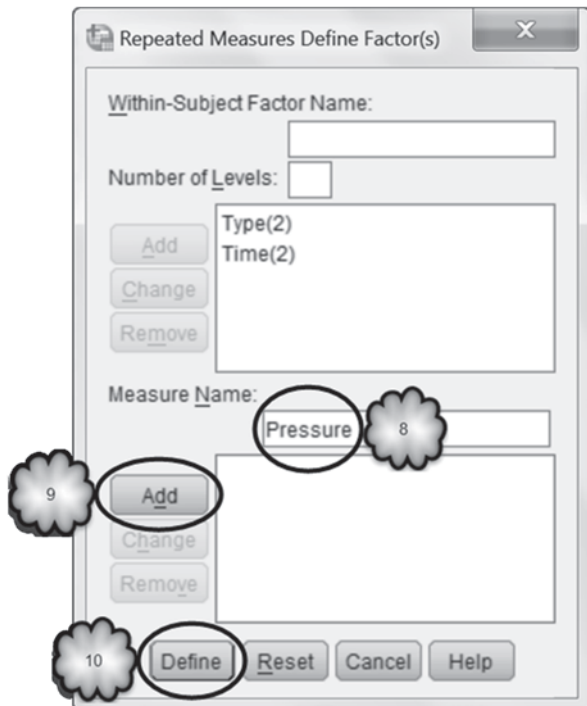 Repeated Measures Define Factor(s)
Within-Subject Factor Name:
Number of Levels:
Type(2)
Time(2)
Add
Change
Remove
Measure Name:
Pressure
8
9
Add
Change
Remove
10
Define
Reset
Cancel
Help